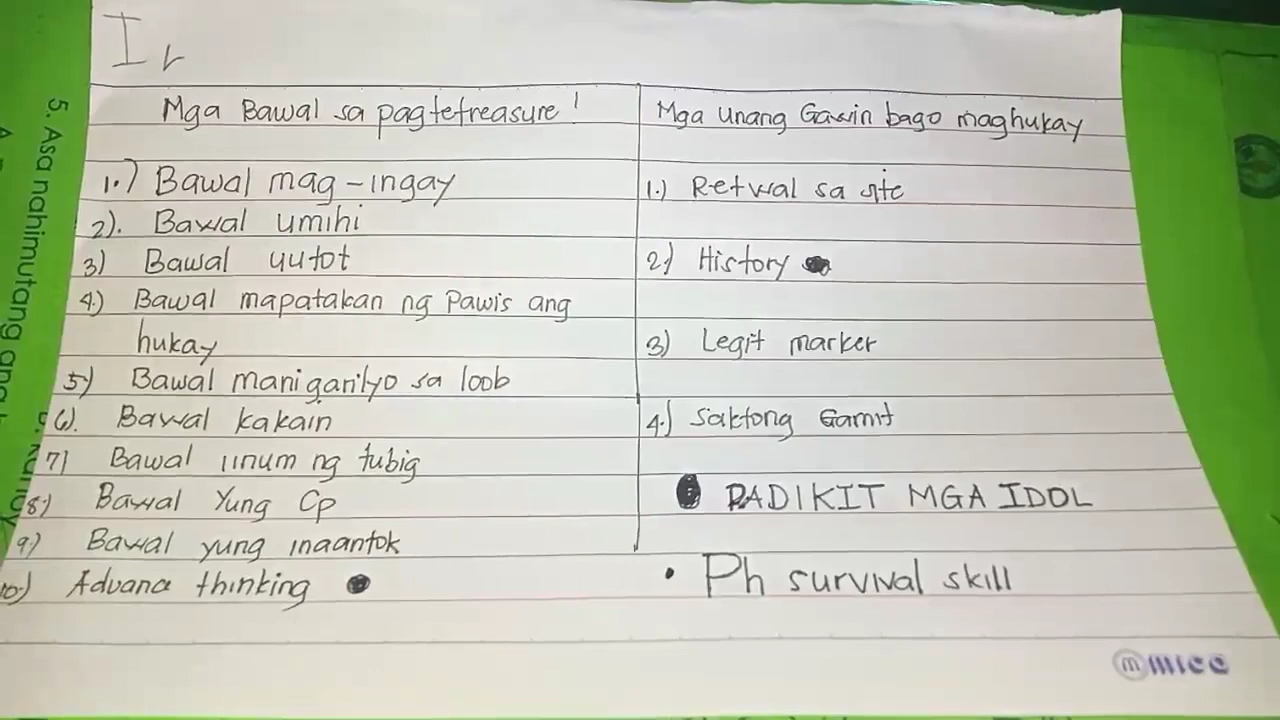 I
Mga Bawal sa pagtetreasure!
1.) Bawal mag-ingay
2). Bawal umihi
3) Bawal uutot
4.) Bawal mapatakan ng Pawis ang
hukay
5.) Bawal manigarilyo sa loob
6). Bawal kakain
7) Bawal iinum ng tubig
8.) Bawal Yung Cp
9.) Bawal yung inaantok
10.) Advana thinking
Mga unang Gawin bago maghukay
1.) Retwal sa site
2.) History
3.) Legit marker
4.) Saktong Gamit
PADIKIT MGA IDOL
• Ph survival skill
micc
5. Asa nahimutang ang